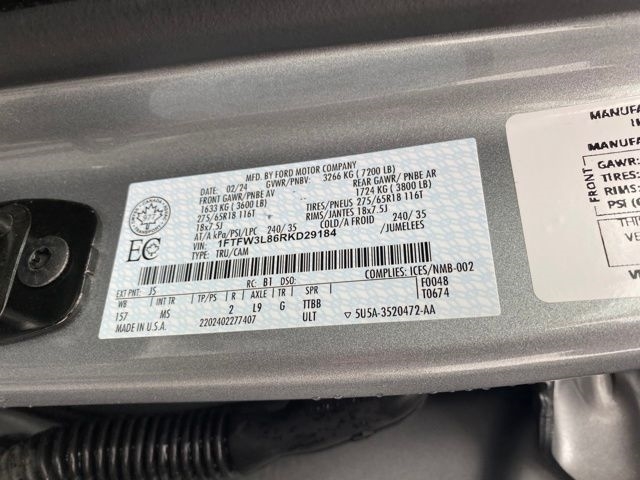 MFD. BY FORD MOTOR COMPANY
DATE: 02/24 GVWR/PNBV: 3266 KG ( 7200 LB)
FRONT GAWR/ PNBE AV REAR GAWR/ PNBE AR
1633 KG ( 3600 LB) 1724 KG ( 3800 LB)
275/65R18 116T TIRES/PNEUS 275/65R18 116T
18x7.5J RIMS/JANTES 18x7.5J
AT/A kPa/PSI/LPC 240/ 35 COLD/A FROID 240/ 35
1FTFW3L86RKD29184 /JUMELEES
TYPE: TRU/CAM
EC
COMPLIES: ICES/NMB-002
EXT PNT: JS RC: B1 DSO: F0048
WB INT TR TP/PS R AXLE TR SPR T0674
157 MS 2 L9 G TTBB
MADE IN U.S.A. 2202402277407 ULT ▽ 5U5A-3520472-AA
MANUFA
MANUFA
FRONT
GAWR:
TIRES:
RIMS
PSI (
THI
VE